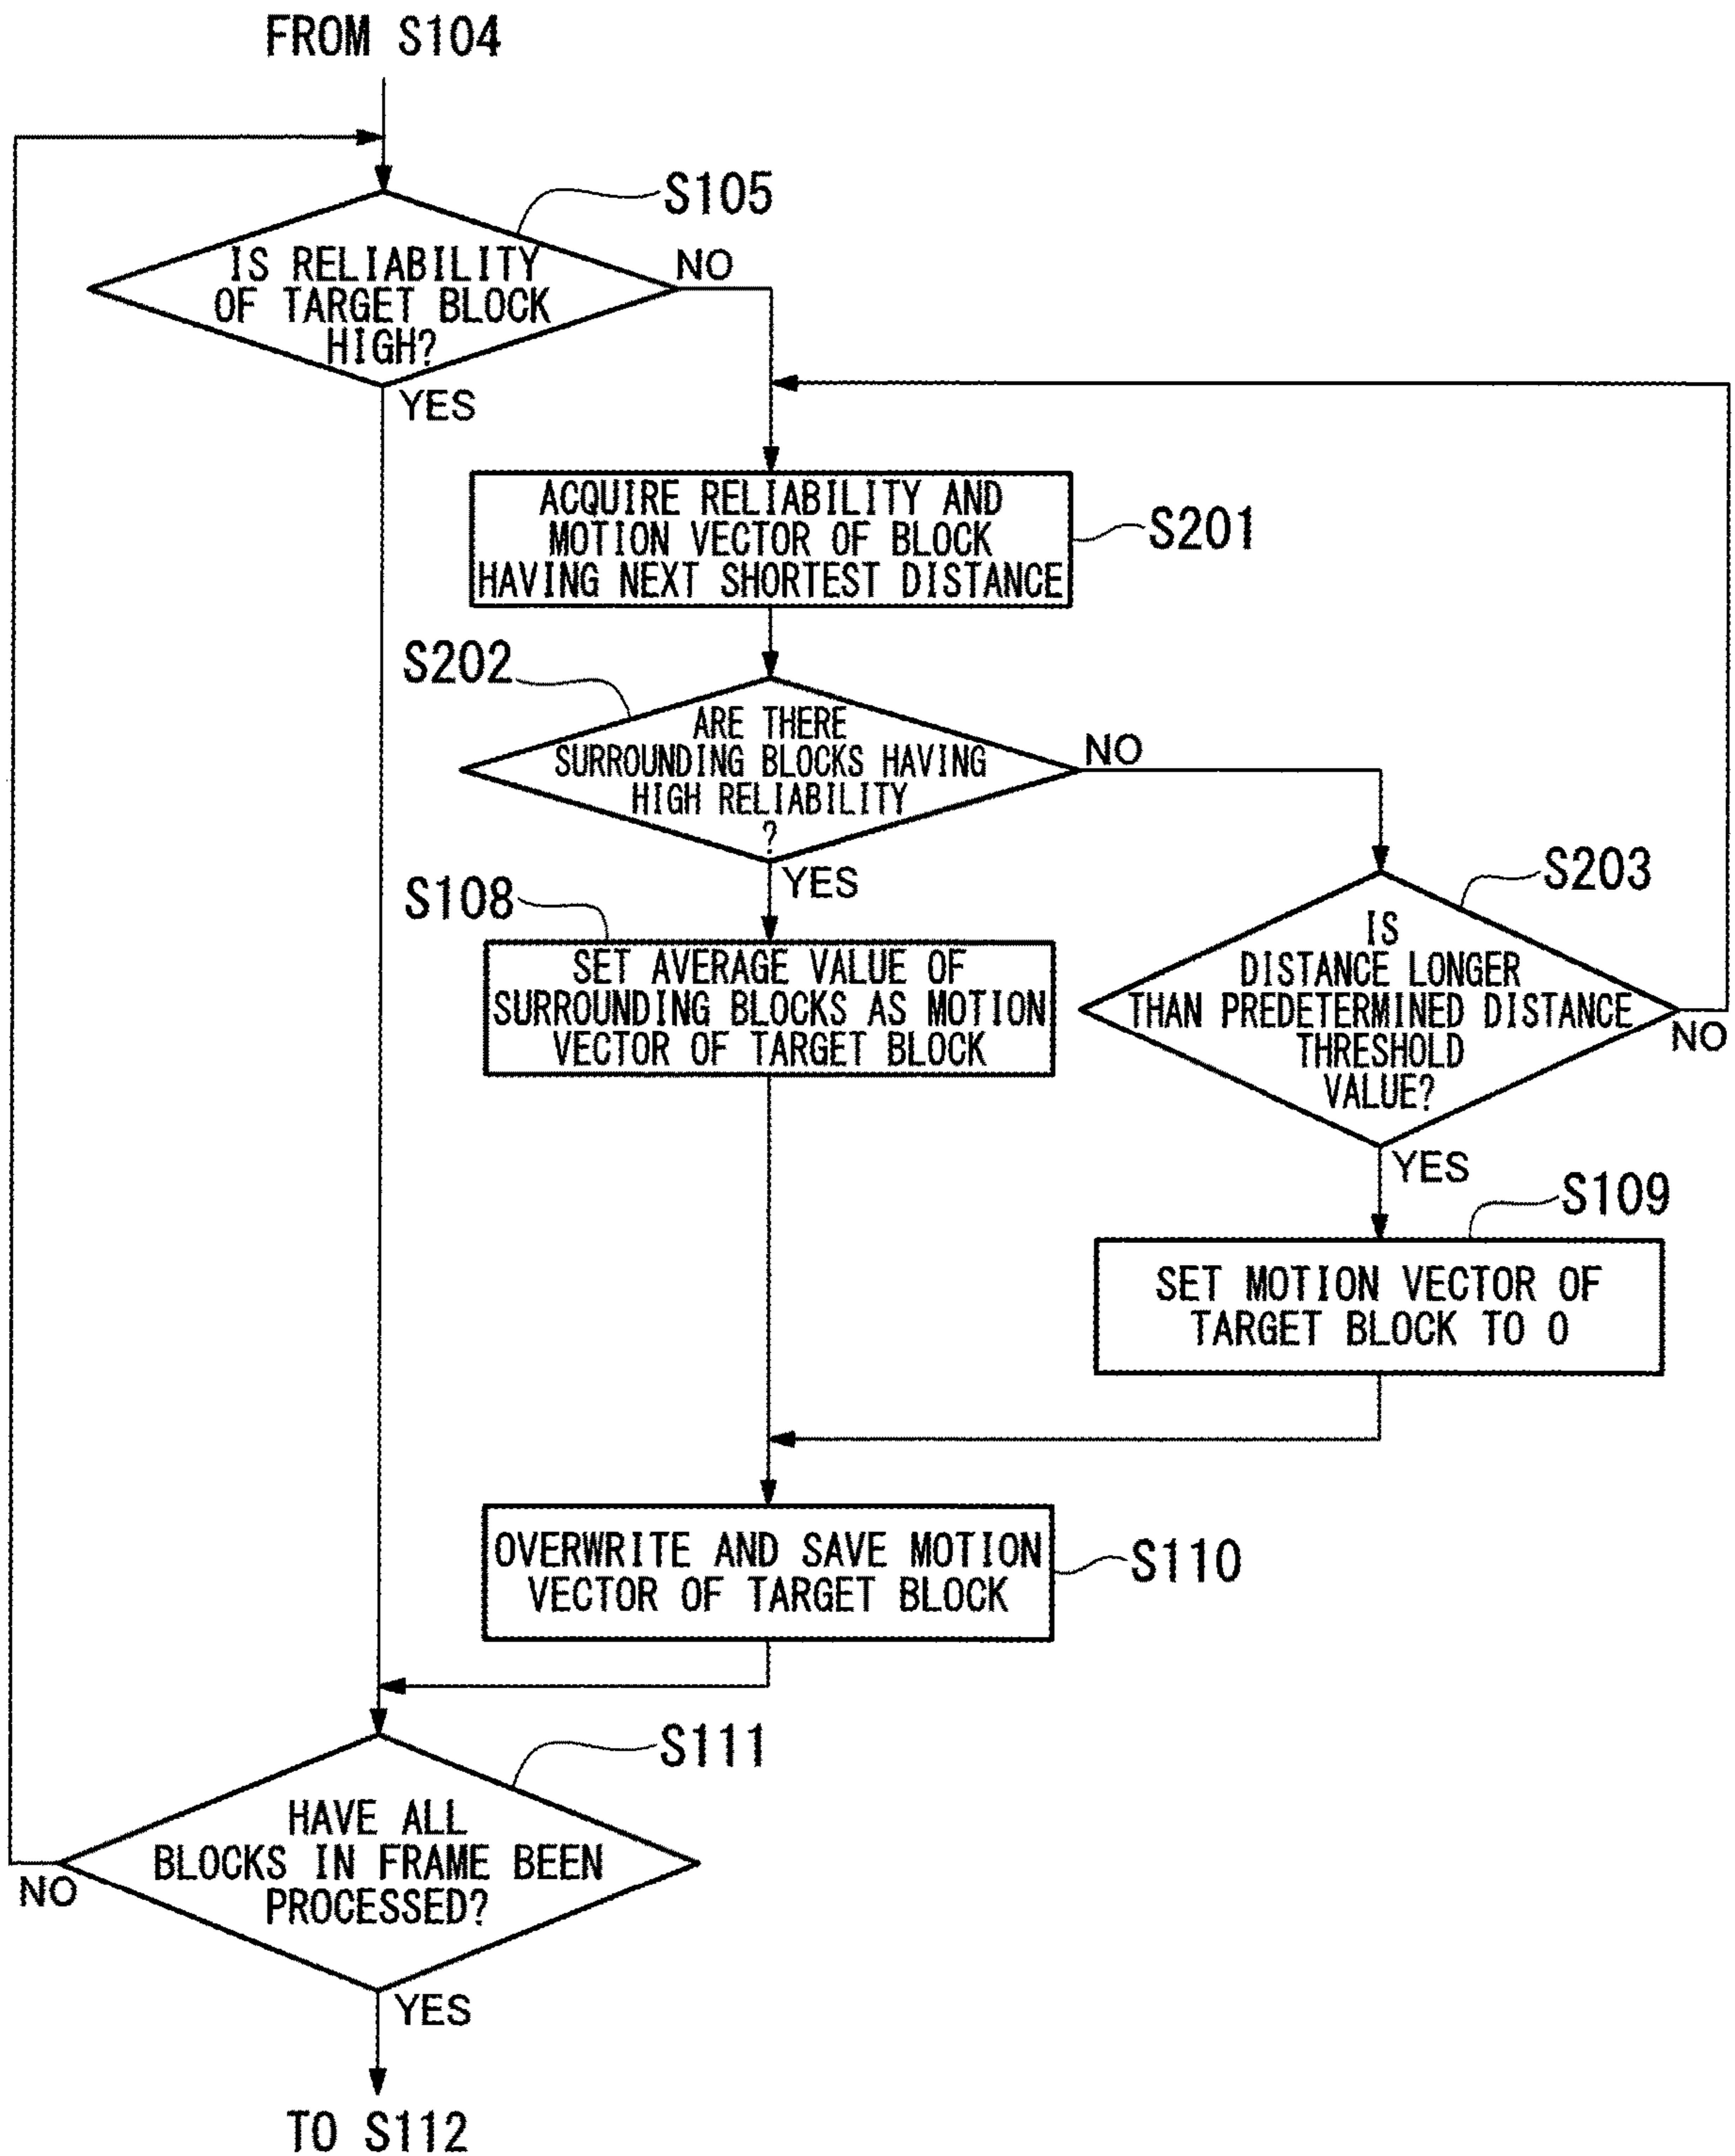 FROM S104
S105
IS RELIABILITY
OF TARGET BLOCK
HIGH?
NO
YES
ACQUIRE RELIABILITY AND
MOTION VECTOR OF BLOCK
HAVING NEXT SHORTEST DISTANCE
S201
S202
ARE THERE
SURROUNDING BLOCKS HAVING
HIGH RELIABILITY
?
NO
YES
S108
SET AVERAGE VALUE OF
SURROUNDING BLOCKS AS MOTION
VECTOR OF TARGET BLOCK
S203
IS
DISTANCE LONGER
THAN PREDETERMINED DISTANCE
THRESHOLD
VALUE?
NO
YES
S109
SET MOTION VECTOR OF
TARGET BLOCK TO 0
OVERWRITE AND SAVE MOTION
VECTOR OF TARGET BLOCK
S110
S111
HAVE ALL
BLOCKS IN FRAME BEEN
PROCESSED?
NO
YES
TO S112